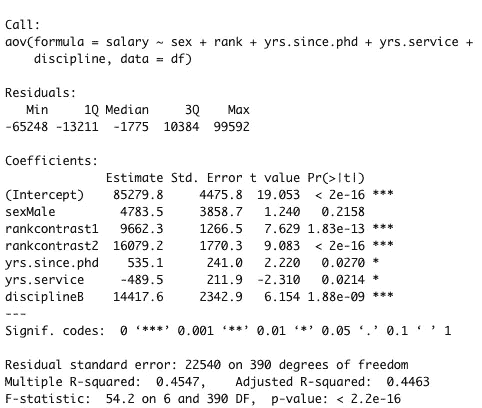 Call:
aov(formula = salary ~ sex + rank + yrs.since.phd + yrs.service +
    discipline, data = df)
Residuals:
   Min     1Q Median     3Q    Max
-65248 -13211  -1775  10384  99592
Coefficients:
              Estimate Std. Error t value Pr(>|t|)
(Intercept)    85279.8     4475.8  19.053  < 2e-16 ***
sexMale         4783.5     3858.7   1.240   0.2158
rankcontrast1   9662.3     1266.5   7.629 1.83e-13 ***
rankcontrast2  16079.2     1770.3   9.083  < 2e-16 ***
yrs.since.phd    535.1      241.0   2.220   0.0270 *
yrs.service     -489.5      211.9  -2.310   0.0214 *
disciplineB    14417.6     2342.9   6.154 1.88e-09 ***
---
Signif. codes:  0 ‘***’ 0.001 ‘**’ 0.01 ‘*’ 0.05 ‘.’ 0.1 ‘ ’ 1
Residual standard error: 22540 on 390 degrees of freedom
Multiple R-squared:  0.4547,    Adjusted R-squared:  0.4463
F-statistic:  54.2 on 6 and 390 DF,  p-value: < 2.2e-16